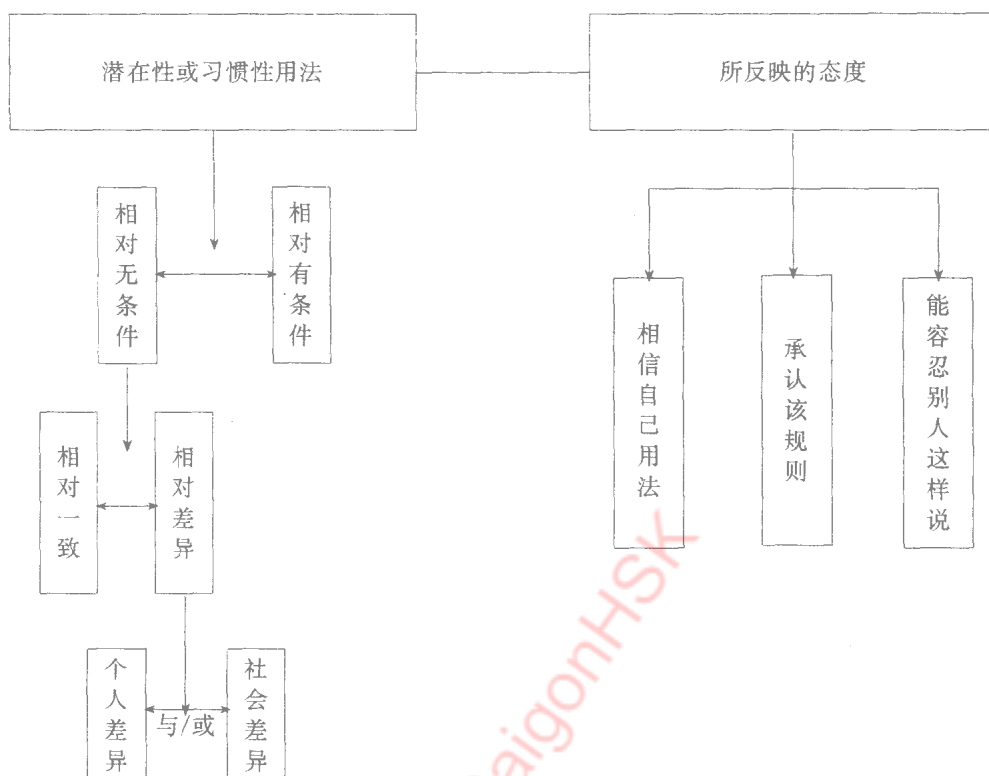 潜在性或习惯性用法
所反映的态度
相对无条件
相对有条件
相信自己用法
承认该规则
能容忍别人这样说
相对一致
相对差异
个人差异
与/或
社会差异
SaigonHSK